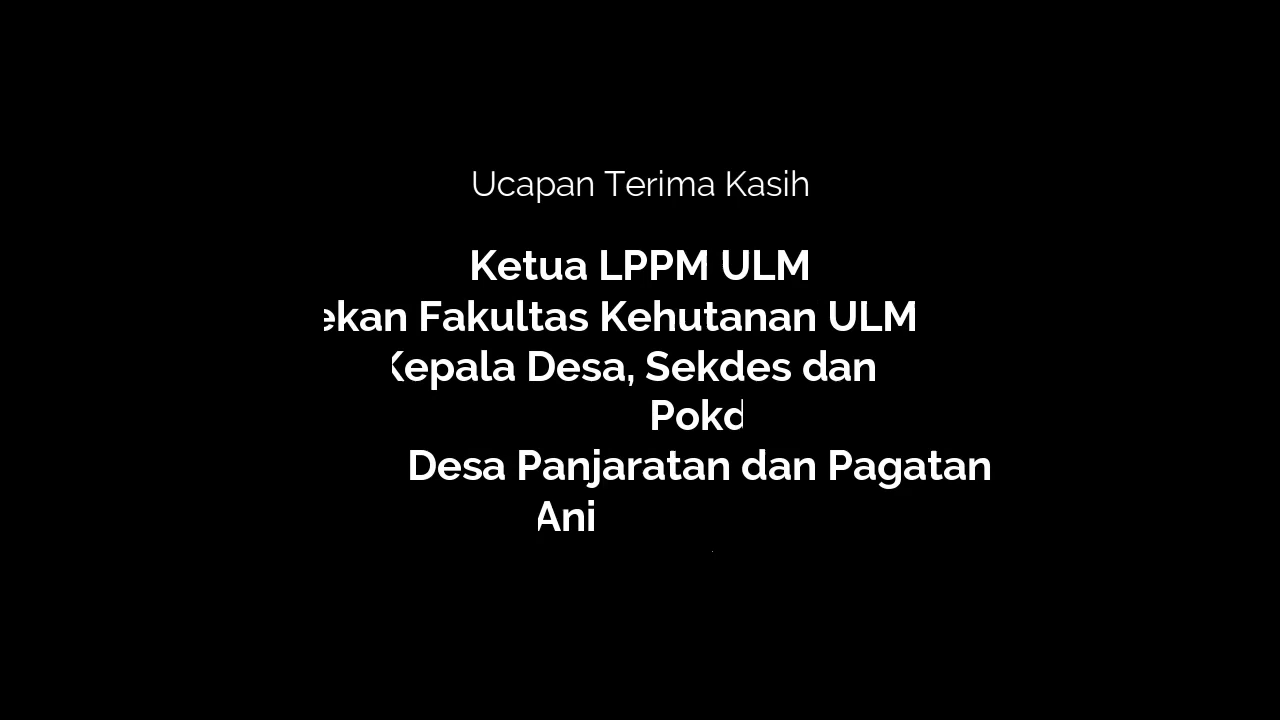 Ucapan Terima Kasih
Ketua LPPM ULM
ekan Fakultas Kehutanan ULM
Kepala Desa, Sekdes dan
Pokd
Desa Panjaratan dan Pagatan
Ani